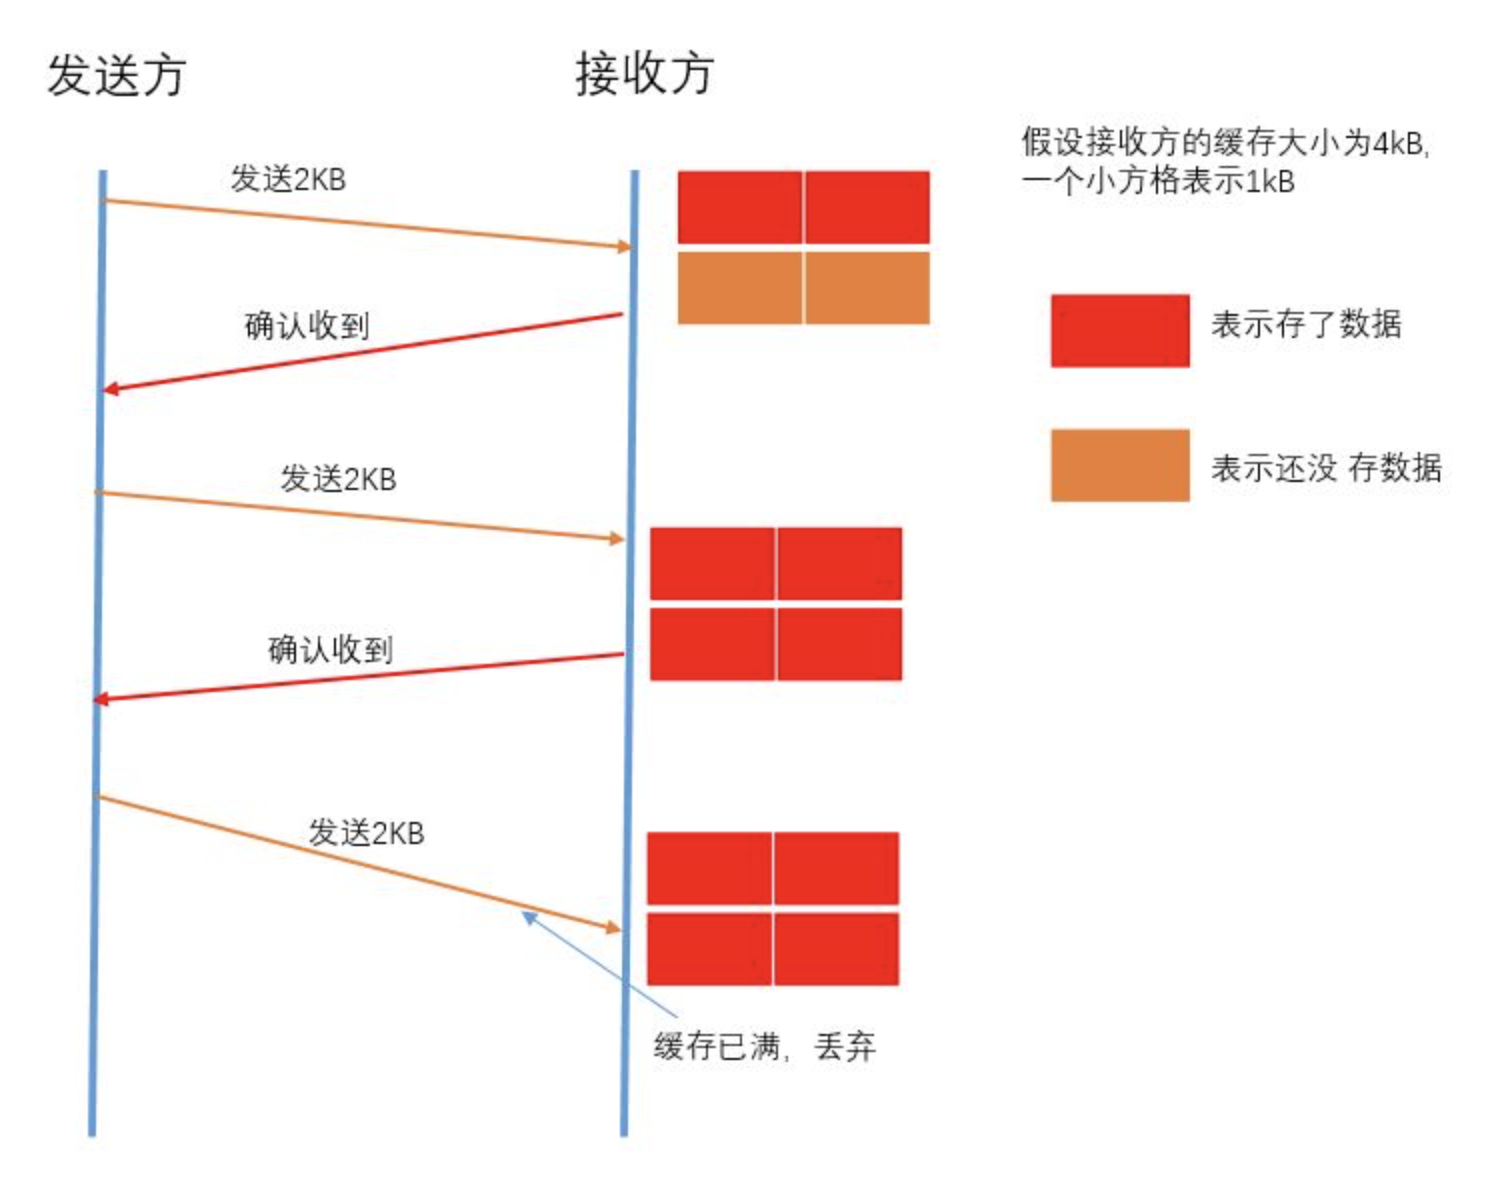 发送方
接收方
假设接收方的缓存大小为4kB,
一个小方格表示1kB
发送2KB
确认收到
表示存了数据
发送2KB
表示还没 存数据
确认收到
发送2KB
缓存已满，丢弃